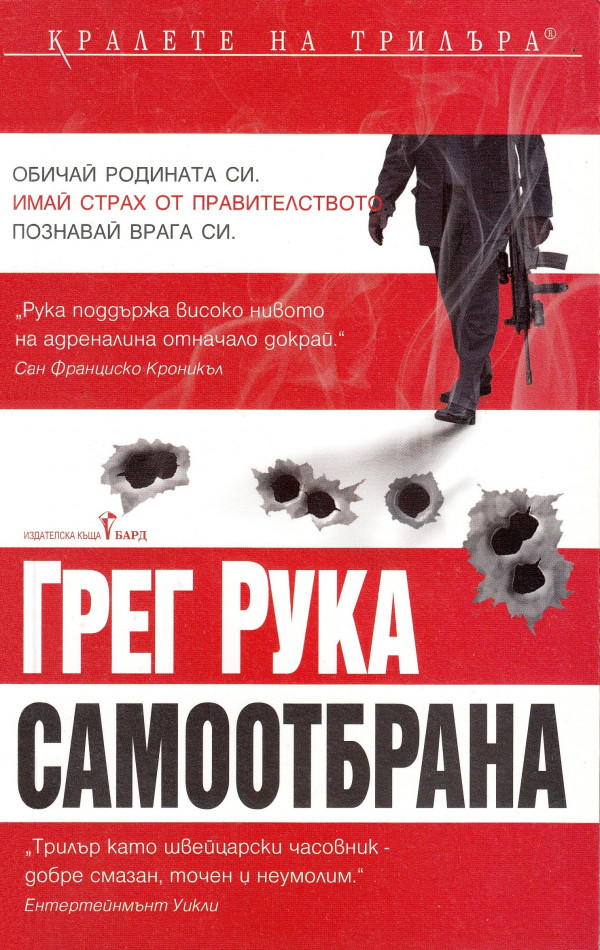 КРАЛЕТЕ НА ТРИЛЪРА®
ОБИЧАЙ РОДИНАТА СИ.
ИМАЙ СТРАХ ОТ ПРАВИТЕЛСТВОТО
ПОЗНАВАЙ ВРАГА СИ.
„Рука поддържа високо нивото
на адреналина отначало докрай.“
Сан Франциско Кроникъл
ИЗДАТЕЛСКА КЪЩА БАРД
ГРЕГ РУКА
САМООТБРАНА
„Трилър като швейцарски часовник -
добре смазан, точен и неумолим.“
Ентертейнмънт Уикли